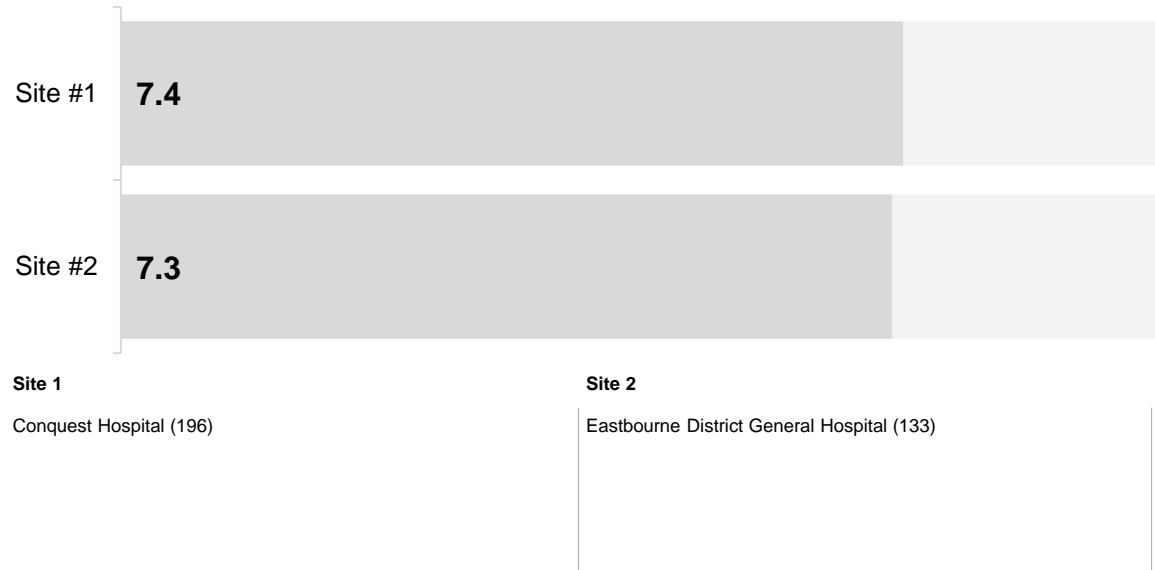 Site #1
7.4
Site #2
7.3
Site 1
Site 2
Conquest Hospital (196)
Eastbourne District General Hospital (133)